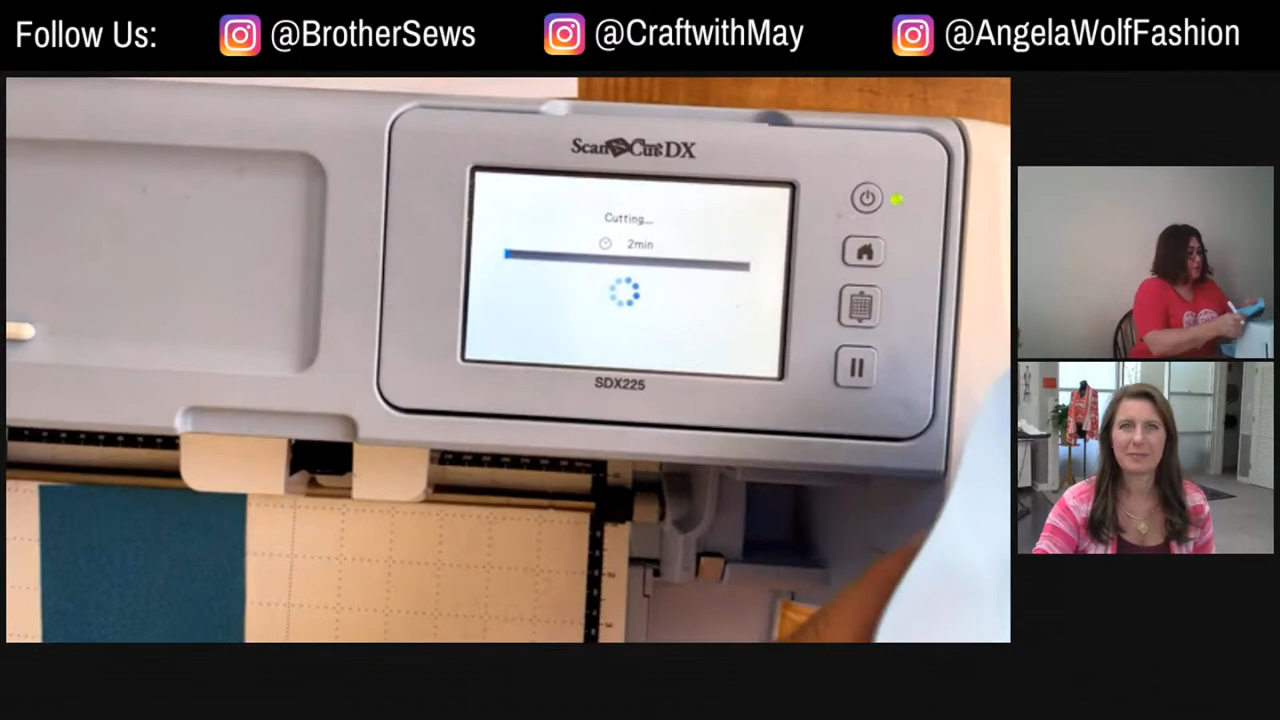 Follow Us: @BrotherSews @CraftwithMay @AngelaWolfFashion
ScanNCut DX
Cutting...
2min
SDX225